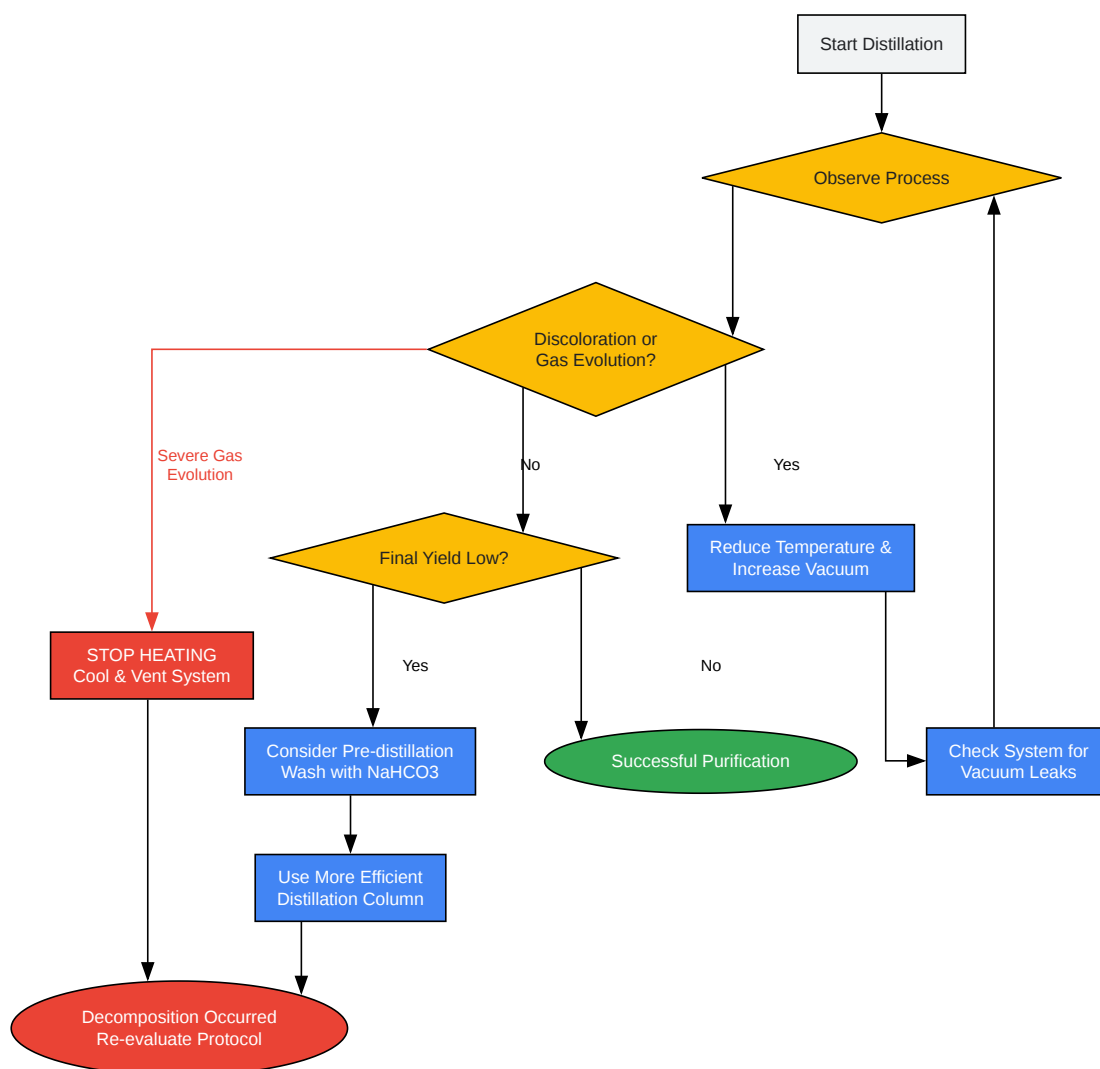 Start Distillation
Observe Process
Discoloration or
Gas Evolution?
Severe Gas
Evolution
No
Yes
Final Yield Low?
Reduce Temperature &
Increase Vacuum
STOP HEATING
Cool & Vent System
Yes
No
Consider Pre-distillation
Wash with NaHCO3
Successful Purification
Check System for
Vacuum Leaks
Use More Efficient
Distillation Column
Decomposition Occurred
Re-evaluate Protocol